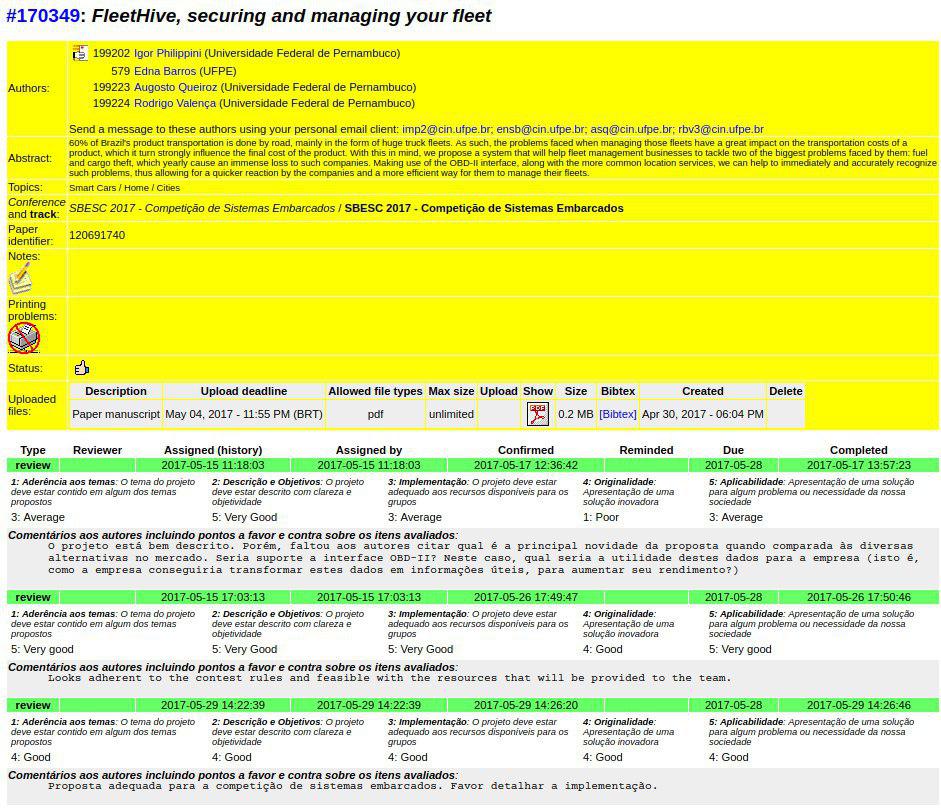 #170349: FleetHive, securing and managing your fleet
Authors:
199202 Igor Philippini (Universidade Federal de Pernambuco)
579 Edna Barros (UFPE)
199223 Augosto Queiroz (Universidade Federal de Pernambuco)
199224 Rodrigo Valença (Universidade Federal de Pernambuco)
Send a message to these authors using your personal email client: imp2@cin.ufpe.br; ensb@cin.ufpe.br; asq@cin.ufpe.br; rbv3@cin.ufpe.br
Abstract:
60% of Brazil's product transportation is done by road, mainly in the form of huge truck fleets. As such, the problems faced when managing those fleets have a great impact on the transportation costs of a
product, which it turn strongly influence the final cost of the product. With this in mind, we propose a system that will help fleet management businesses to tackle two of the biggest problems faced by them: fuel
and cargo theft, which yearly cause an immense loss to such companies. Making use of the OBD-II interface, along with the more common location services, we can help to immediately and accurately recognize
such problems, thus allowing for a quicker reaction by the companies and a more efficient way for them to manage their fleets.
Topics: Smart Cars / Home / Cities
Conference
and track: SBESC 2017 - Competição de Sistemas Embarcados / SBESC 2017 - Competição de Sistemas Embarcados
Paper
identifier: 120691740
Notes:
Printing
problems:
Status:
Uploaded
files:
Description Upload deadline Allowed file types Max size Upload Show Size Bibtex Created Delete
Paper manuscript May 04, 2017 - 11:55 PM (BRT) pdf unlimited PDF 0.2 MB [Bibtex] Apr 30, 2017 - 06:04 PM
Type Reviewer Assigned (history) Assigned by Confirmed Reminded Due Completed
review 2017-05-15 11:18:03 2017-05-15 11:18:03 2017-05-17 12:36:42 2017-05-28 2017-05-17 13:57:23
1: Aderência aos temas: O tema do projeto
deve estar contido em algum dos temas
propostos
3: Average
2: Descrição e Objetivos: O projeto
deve estar descrito com clareza e
objetividade
5: Very Good
3: Implementação: O projeto deve estar
adequado aos recursos disponíveis para os
grupos
3: Average
4: Originalidade:
Apresentação de uma
solução inovadora
1: Poor
5: Aplicabilidade: Apresentação de uma solução
para algum problema ou necessidade da nossa
sociedade
3: Average
Comentários aos autores incluindo pontos a favor e contra sobre os itens avaliados:
O projeto está bem descrito. Porém, faltou aos autores citar qual é a principal novidade da proposta quando comparada às diversas
alternativas no mercado. Seria suporte a interface OBD-II? Neste caso, qual seria a utilidade destes dados para a empresa (isto é,
como a empresa conseguiria transformar estes dados em informações úteis, para aumentar seu rendimento?)
review 2017-05-15 17:03:13 2017-05-15 17:03:13 2017-05-26 17:49:47 2017-05-28 2017-05-26 17:50:46
1: Aderência aos temas: O tema do projeto
deve estar contido em algum dos temas
propostos
5: Very good
2: Descrição e Objetivos: O projeto
deve estar descrito com clareza e
objetividade
5: Very Good
3: Implementação: O projeto deve estar
adequado aos recursos disponíveis para os
grupos
5: Very Good
4: Originalidade:
Apresentação de uma
solução inovadora
4: Good
5: Aplicabilidade: Apresentação de uma solução
para algum problema ou necessidade da nossa
sociedade
5: Very good
Comentários aos autores incluindo pontos a favor e contra sobre os itens avaliados:
Looks adherent to the contest rules and feasible with the resources that will be provided to the team.
review 2017-05-29 14:22:39 2017-05-29 14:22:39 2017-05-29 14:26:20 2017-05-28 2017-05-29 14:26:46
1: Aderência aos temas: O tema do projeto
deve estar contido em algum dos temas
propostos
4: Good
2: Descrição e Objetivos: O projeto
deve estar descrito com clareza e
objetividade
4: Good
3: Implementação: O projeto deve estar
adequado aos recursos disponíveis para os
grupos
4: Good
4: Originalidade:
Apresentação de uma
solução inovadora
4: Good
5: Aplicabilidade: Apresentação de uma solução
para algum problema ou necessidade da nossa
sociedade
4: Good
Comentários aos autores incluindo pontos a favor e contra sobre os itens avaliados:
Proposta adequada para a competição de sistemas embarcados. Favor detalhar a implementação.